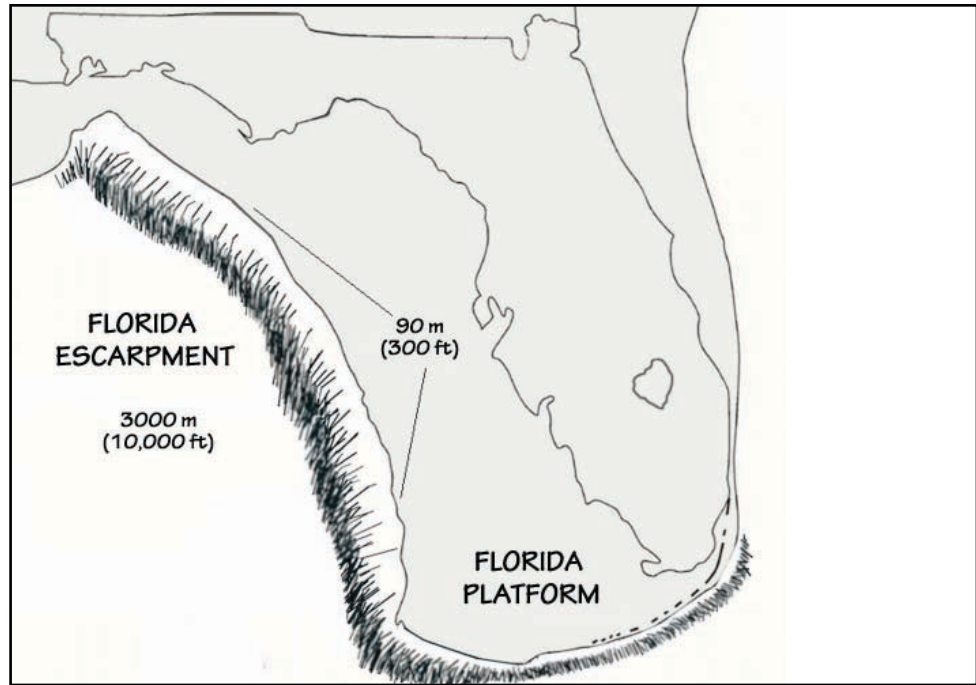 FLORIDA
ESCARPMENT
3000 m
(10,000 ft)
90 m
(300 ft)
FLORIDA
PLATFORM